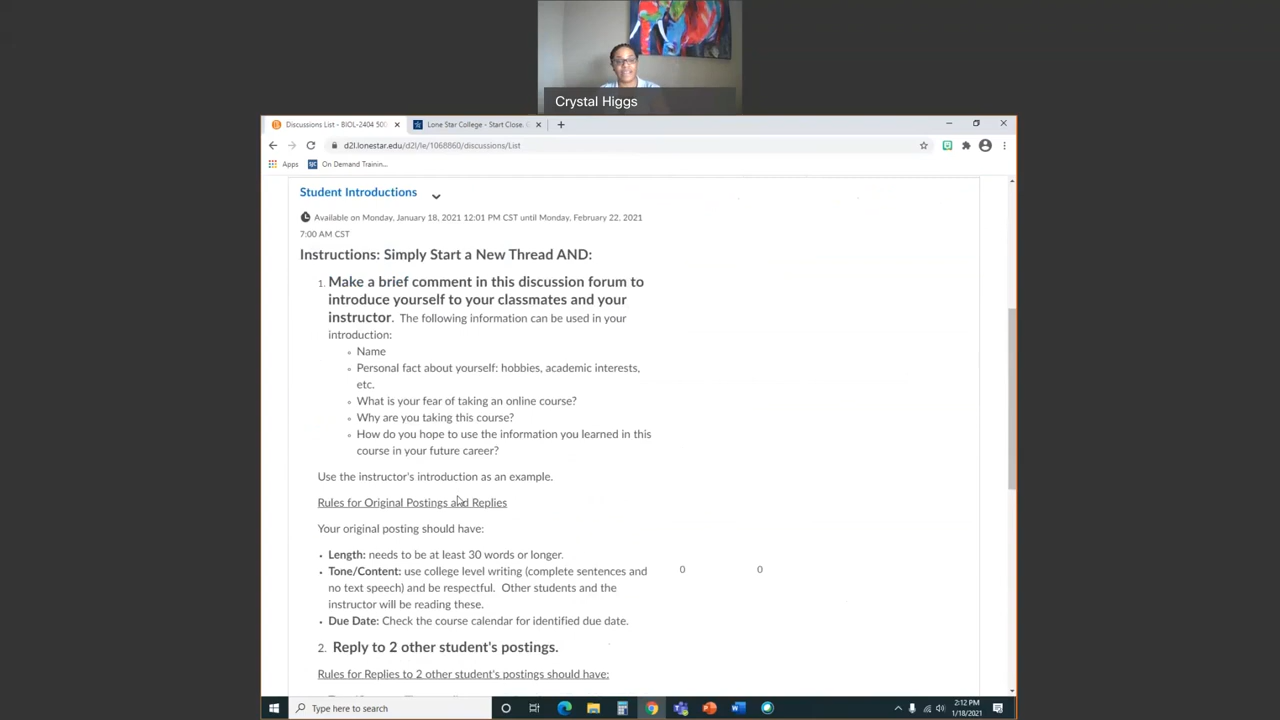 Crystal Higgs
Discussions List - BIOL-2404 500
Lone Star College - Start Close.
d2l.lonestar.edu/d2l/le/1068860/discussions/List
Apps
On Demand Trainin...
Student Introductions
Available on Monday, January 18, 2021 12:01 PM CST until Monday, February 22, 2021
7:00 AM CST
Instructions: Simply Start a New Thread AND:
1. Make a brief comment in this discussion forum to
introduce yourself to your classmates and your
instructor. The following information can be used in your
introduction:
Name
Personal fact about yourself: hobbies, academic interests,
etc.
What is your fear of taking an online course?
Why are you taking this course?
How do you hope to use the information you learned in this
course in your future career?
Use the instructor's introduction as an example.
Rules for Original Postings and Replies
Your original posting should have:
Length: needs to be at least 30 words or longer.
Tone/Content: use college level writing (complete sentences and
no text speech) and be respectful. Other students and the
instructor will be reading these.
0 0
Due Date: Check the course calendar for identified due date.
2. Reply to 2 other student's postings.
Rules for Replies to 2 other student's postings should have:
Type here to search
2:12 PM
1/18/2021